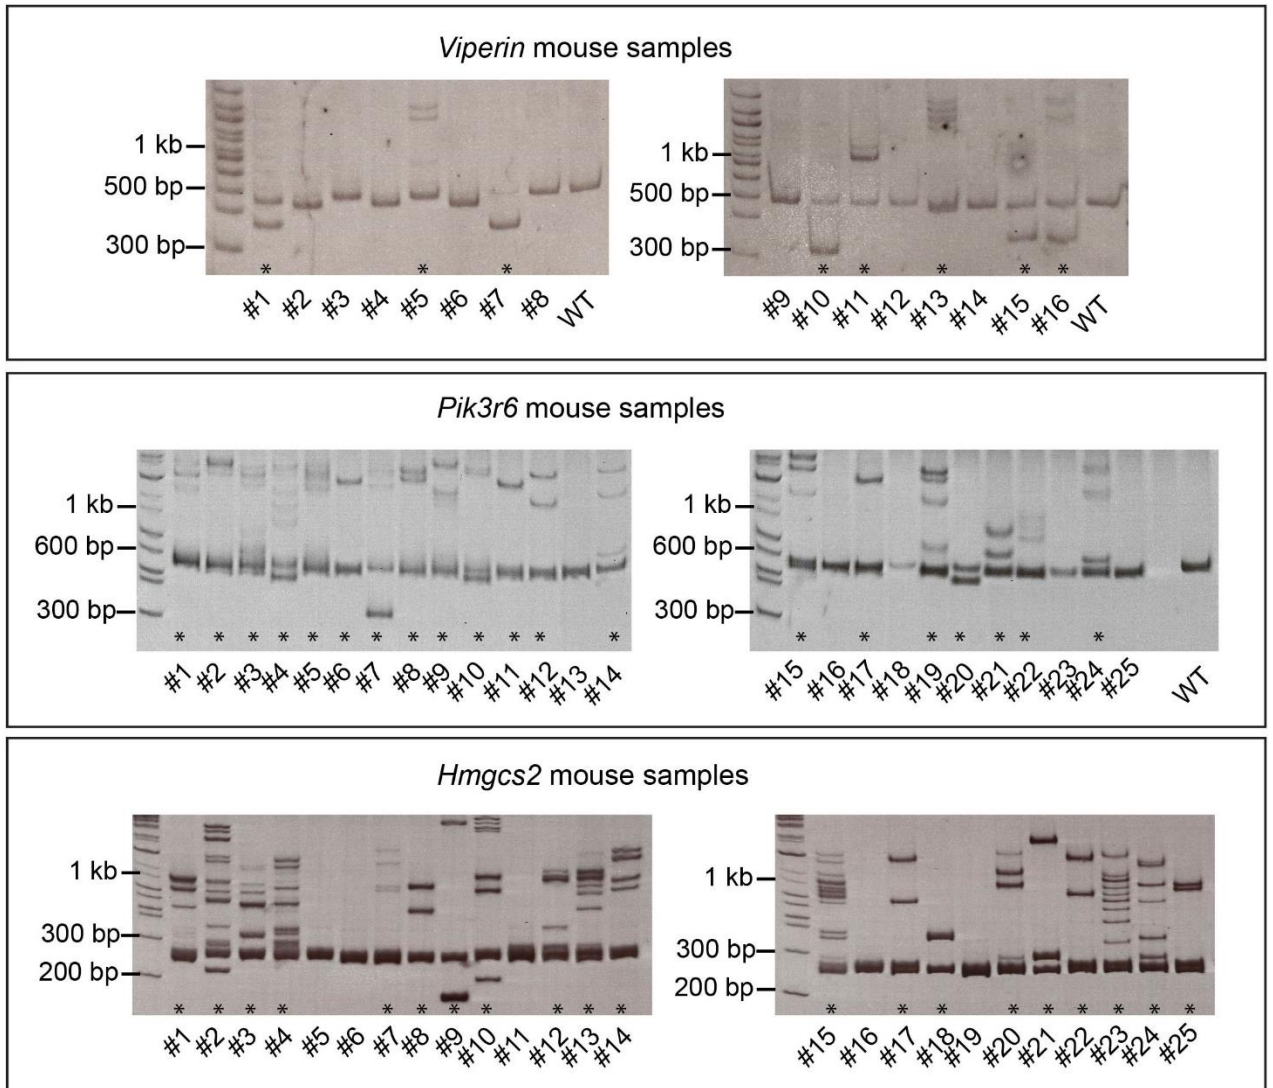 Viperin mouse samples
1 kb
500 bp
300 bp
* * *
#1 #2 #3 #4 #5 #6 #7 #8 WT
1 kb
500 bp
300 bp
* * * * *
#9 #10 #11 #12 #13 #14 #15 #16 WT
Pik3r6 mouse samples
1 kb
600 bp
300 bp
* * * * * * * * * * * * *
#1 #2 #3 #4 #5 #6 #7 #8 #9 #10 #11 #12 #13 #14
1 kb
600 bp
300 bp
* * * * * * *
#15 #16 #17 #18 #19 #20 #21 #22 #23 #24 #25 WT
Hmgcs2 mouse samples
1 kb
300 bp
200 bp
* * * * * * * * * * *
#1 #2 #3 #4 #5 #6 #7 #8 #9 #10 #11 #12 #13 #14
1 kb
300 bp
200 bp
* * * * * * * * *
#15 #16 #17 #18 #19 #20 #21 #22 #23 #24 #25